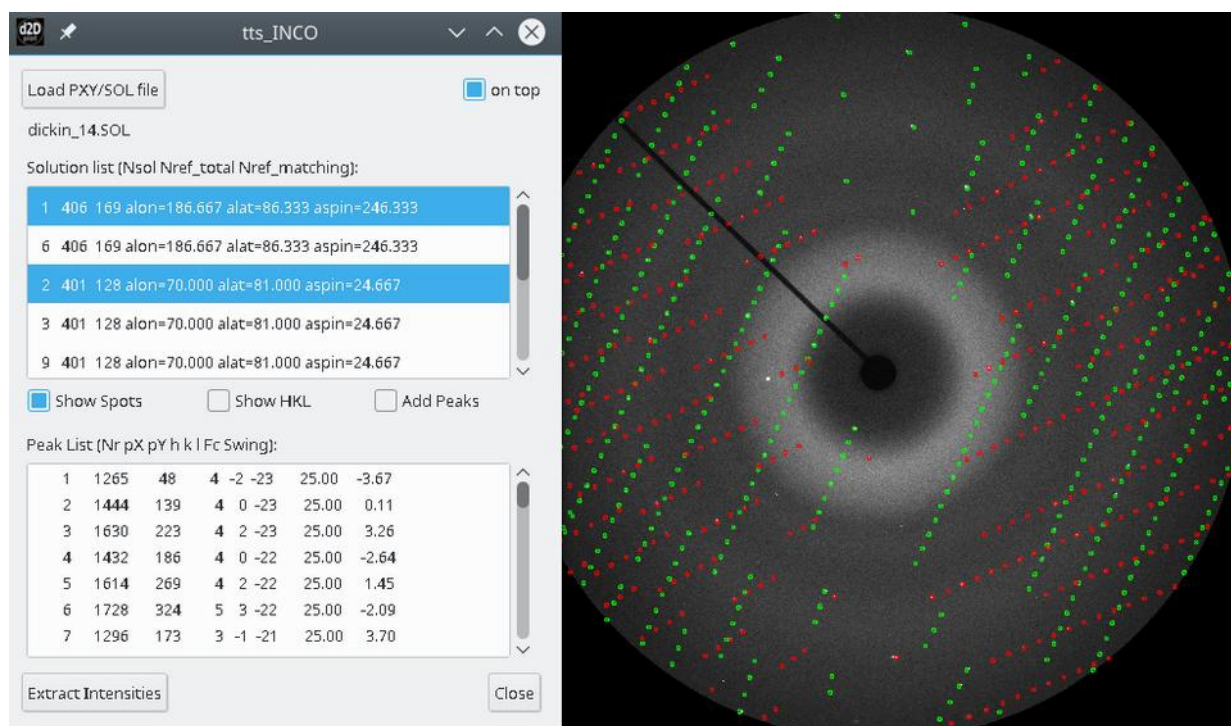 d2D
tts_INCO
Load PXY/SOL file
on top
dickin_14.SOL
Solution list (Nsol Nref_total Nref_matching):
1 406 169 alon=186.667 alat=86.333 aspin=246.333
6 406 169 alon=186.667 alat=86.333 aspin=246.333
2 401 128 alon=70.000 alat=81.000 aspin=24.667
3 401 128 alon=70.000 alat=81.000 aspin=24.667
9 401 128 alon=70.000 alat=81.000 aspin=24.667
Show Spots Show HKL Add Peaks
Peak List (Nr pX pY h k l Fc Swing):
1 1265 48 4 -2 -23 25.00 -3.67
2 1444 139 4 0 -23 25.00 0.11
3 1630 223 4 2 -23 25.00 3.26
4 1432 186 4 0 -22 25.00 -2.64
5 1614 269 4 2 -22 25.00 1.45
6 1728 324 5 3 -22 25.00 -2.09
7 1296 173 3 -1 -21 25.00 3.70
Extract Intensities
Close